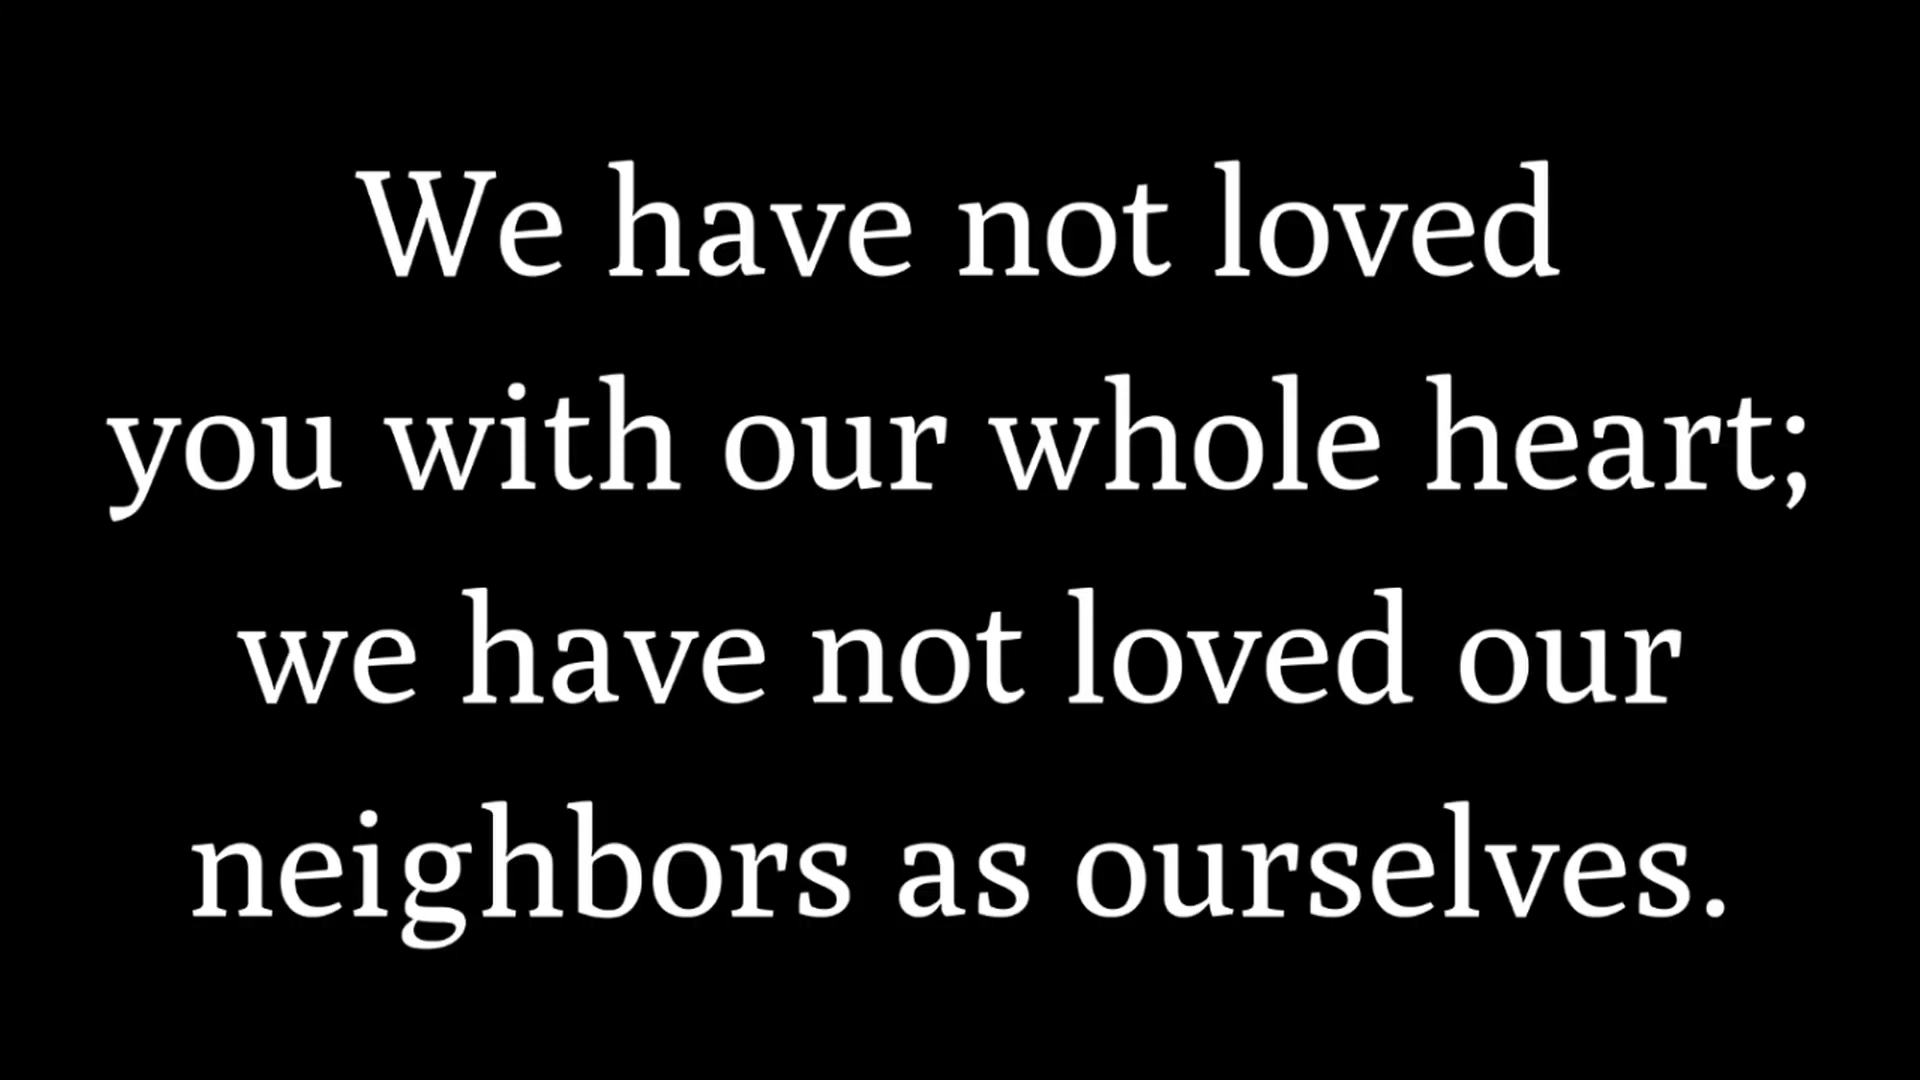 We have not loved
you with our whole heart;
we have not loved our
neighbors as ourselves.